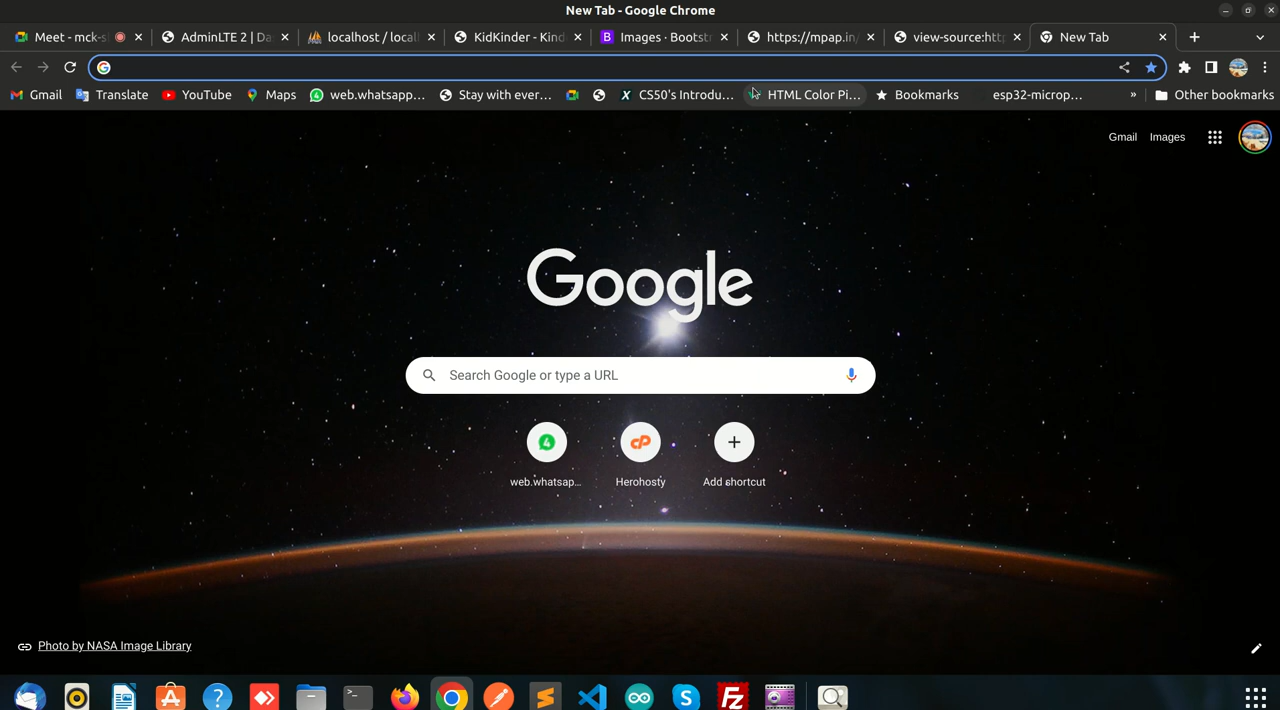 New Tab - Google Chrome
Meet - mck-s
AdminLTE 2 | Da
localhost / local
KidKinder - Kind
Images · Bootstr
https://mpap.in/
view-source:http
New Tab
Gmail
Translate
YouTube
Maps
web.whatsapp...
Stay with ever...
CS50's Introdu...
HTML Color Pi...
Bookmarks
esp32-microp...
»
Other bookmarks
Gmail
Images
Google
Search Google or type a URL
web.whatsap...
Herohosty
Add shortcut
Photo by NASA Image Library